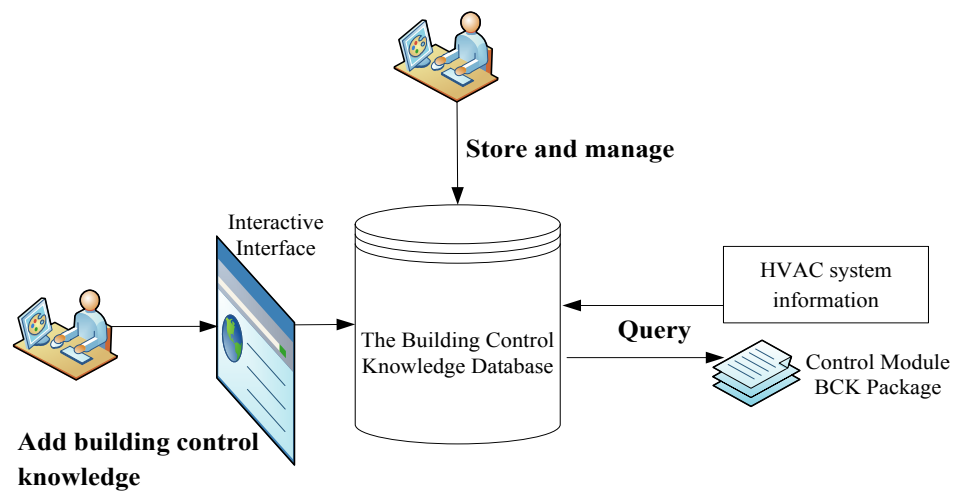 Store and manage
Interactive
Interface
HVAC system
information
The Building Control
Knowledge Database
Query
Control Module
BCK Package
Add building control
knowledge